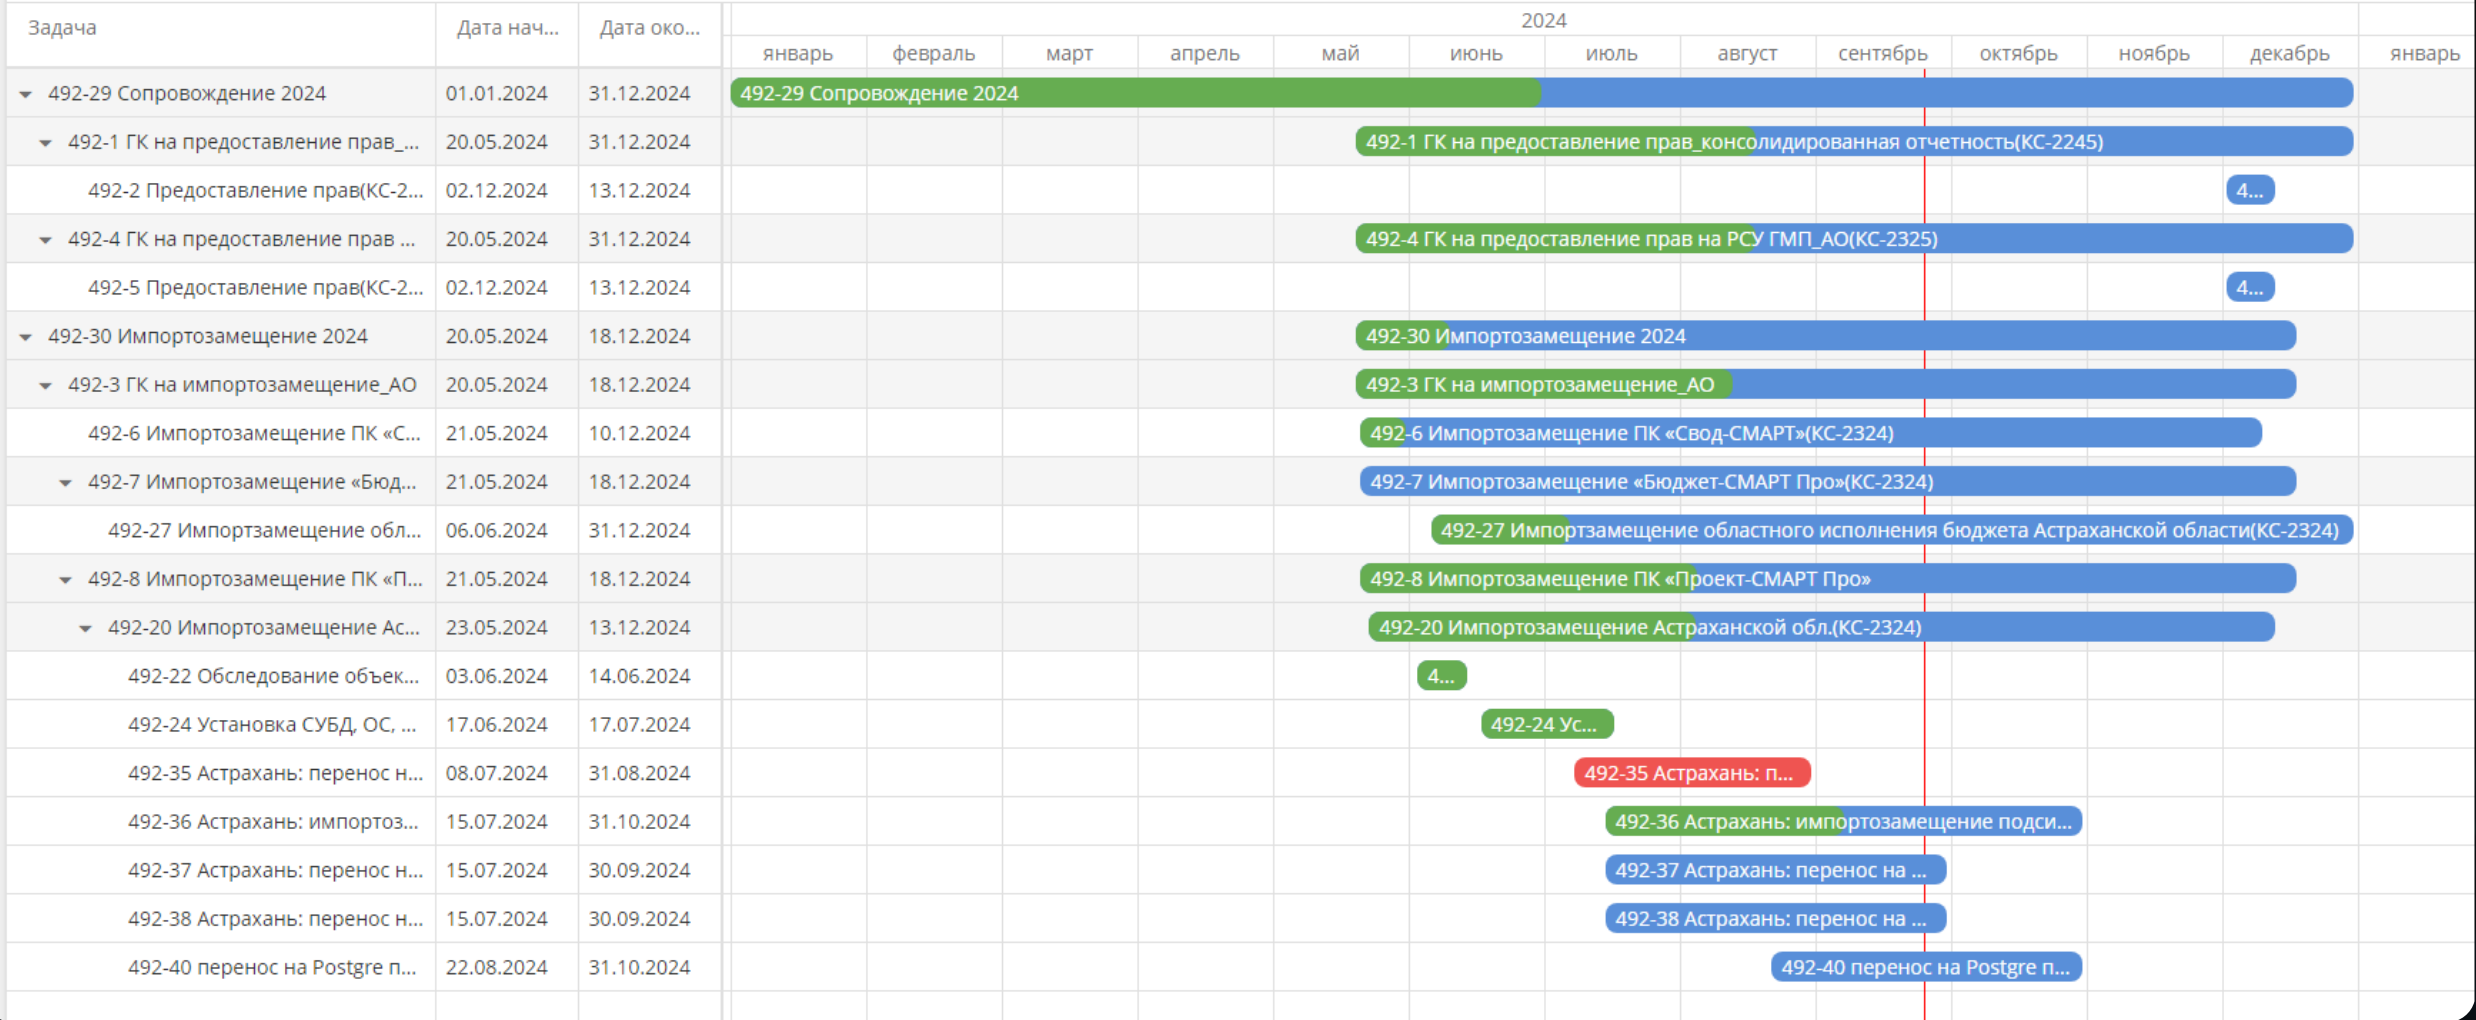 Задача Дата нач... Дата око... 2024
январь февраль март апрель май июнь июль август сентябрь октябрь ноябрь декабрь январь
492-29 Сопровождение 2024 01.01.2024 31.12.2024 492-29 Сопровождение 2024
492-1 ГК на предоставление прав_... 20.05.2024 31.12.2024 492-1 ГК на предоставление прав_консолидированная отчетность(КС-2245)
492-2 Предоставление прав(КС-2... 02.12.2024 13.12.2024 4...
492-4 ГК на предоставление прав ... 20.05.2024 31.12.2024 492-4 ГК на предоставление прав на РСУ ГМП_АО(КС-2325)
492-5 Предоставление прав(КС-2... 02.12.2024 13.12.2024 4...
492-30 Импортозамещение 2024 20.05.2024 18.12.2024 492-30 Импортозамещение 2024
492-3 ГК на импортозамещение_АО 20.05.2024 18.12.2024 492-3 ГК на импортозамещение_АО
492-6 Импортозамещение ПК «С... 21.05.2024 10.12.2024 492-6 Импортозамещение ПК «Свод-СМАРТ»(КС-2324)
492-7 Импортозамещение «Бюд... 21.05.2024 18.12.2024 492-7 Импортозамещение «Бюджет-СМАРТ Про»(КС-2324)
492-27 Импортзамещение обл... 06.06.2024 31.12.2024 492-27 Импортзамещение областного исполнения бюджета Астраханской области(КС-2324)
492-8 Импортозамещение ПК «П... 21.05.2024 18.12.2024 492-8 Импортозамещение ПК «Проект-СМАРТ Про»
492-20 Импортозамещение Ас... 23.05.2024 13.12.2024 492-20 Импортозамещение Астраханской обл.(КС-2324)
492-22 Обследование объек... 03.06.2024 14.06.2024 4...
492-24 Установка СУБД, ОС, ... 17.06.2024 17.07.2024 492-24 Ус...
492-35 Астрахань: перенос н... 08.07.2024 31.08.2024 492-35 Астрахань: п...
492-36 Астрахань: импортоз... 15.07.2024 31.10.2024 492-36 Астрахань: импортозамещение подси...
492-37 Астрахань: перенос н... 15.07.2024 30.09.2024 492-37 Астрахань: перенос на ...
492-38 Астрахань: перенос н... 15.07.2024 30.09.2024 492-38 Астрахань: перенос на ...
492-40 перенос на Postgre п... 22.08.2024 31.10.2024 492-40 перенос на Postgre п...